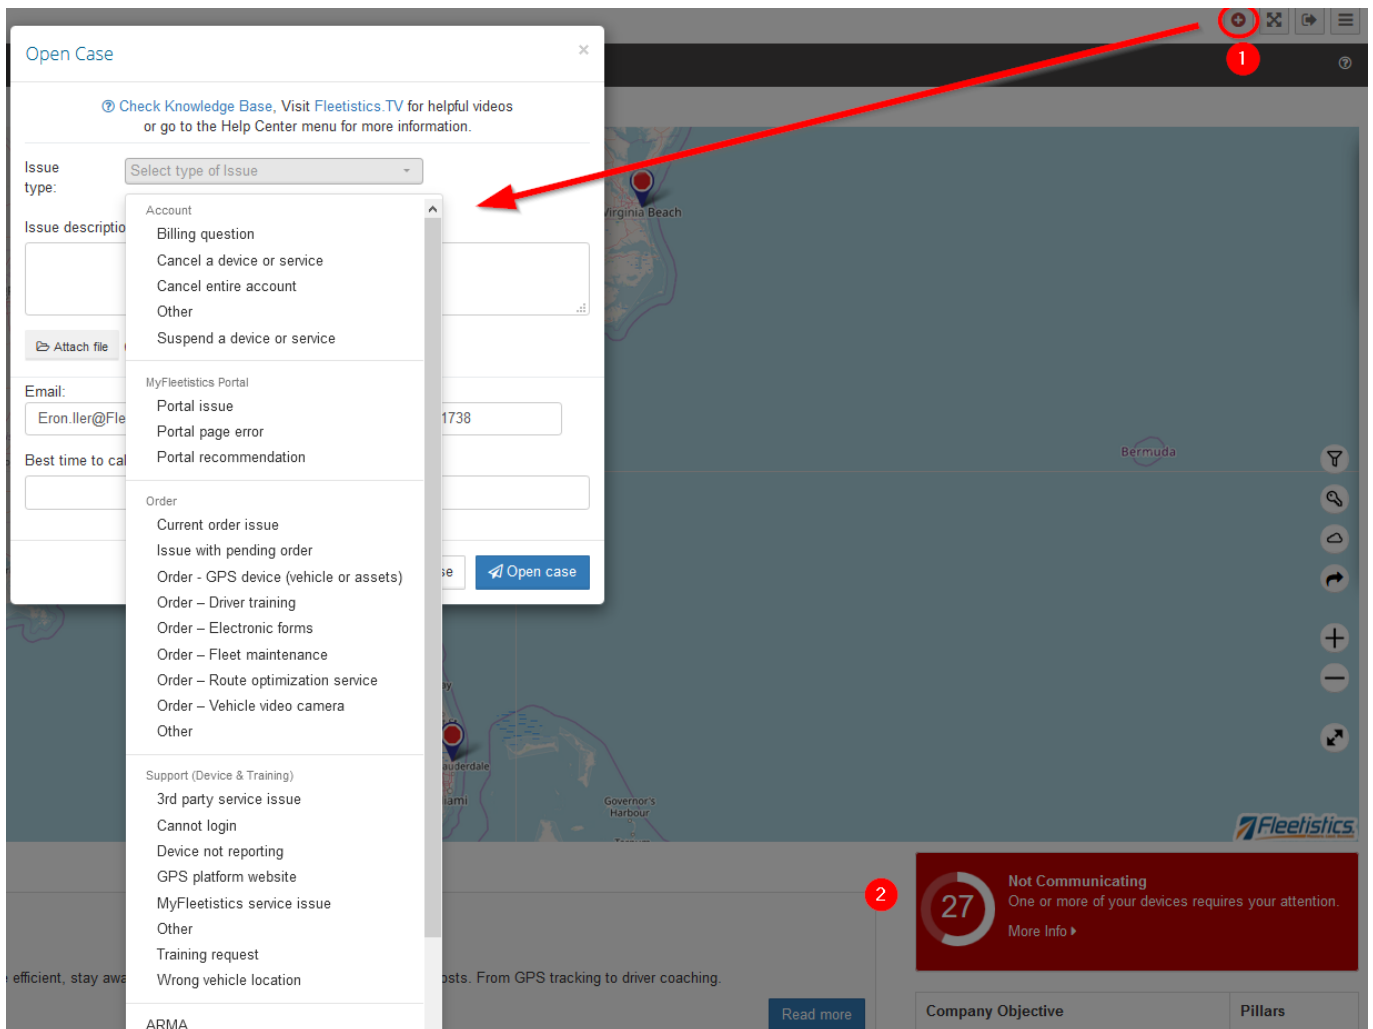 Open Case
×
1
Check Knowledge Base, Visit Fleetistics.TV for helpful videos
or go to the Help Center menu for more information.
Issue
type:
Select type of Issue
Issue descriptio
Account
Billing question
Cancel a device or service
Cancel entire account
Other
Suspend a device or service
Attach file
MyFleetistics Portal
Portal issue
Portal page error
Portal recommendation
Email:
Eron.Iler@Fle
1738
Best time to cal
Order
Current order issue
Issue with pending order
Order - GPS device (vehicle or assets)
Order – Driver training
Order – Electronic forms
Order – Fleet maintenance
Order – Route optimization service
Order – Vehicle video camera
Other
se
Open case
Support (Device & Training)
3rd party service issue
Cannot login
Device not reporting
GPS platform website
MyFleetistics service issue
Other
Training request
Wrong vehicle location
ARMA
Virginia Beach
Bermuda
auderdale
iami
Governor's
Harbour
Fleetistics
2
27
Not Communicating
One or more of your devices requires your attention.
More Info
efficient, stay awa
osts. From GPS tracking to driver coaching.
Read more
Company Objective
Pillars